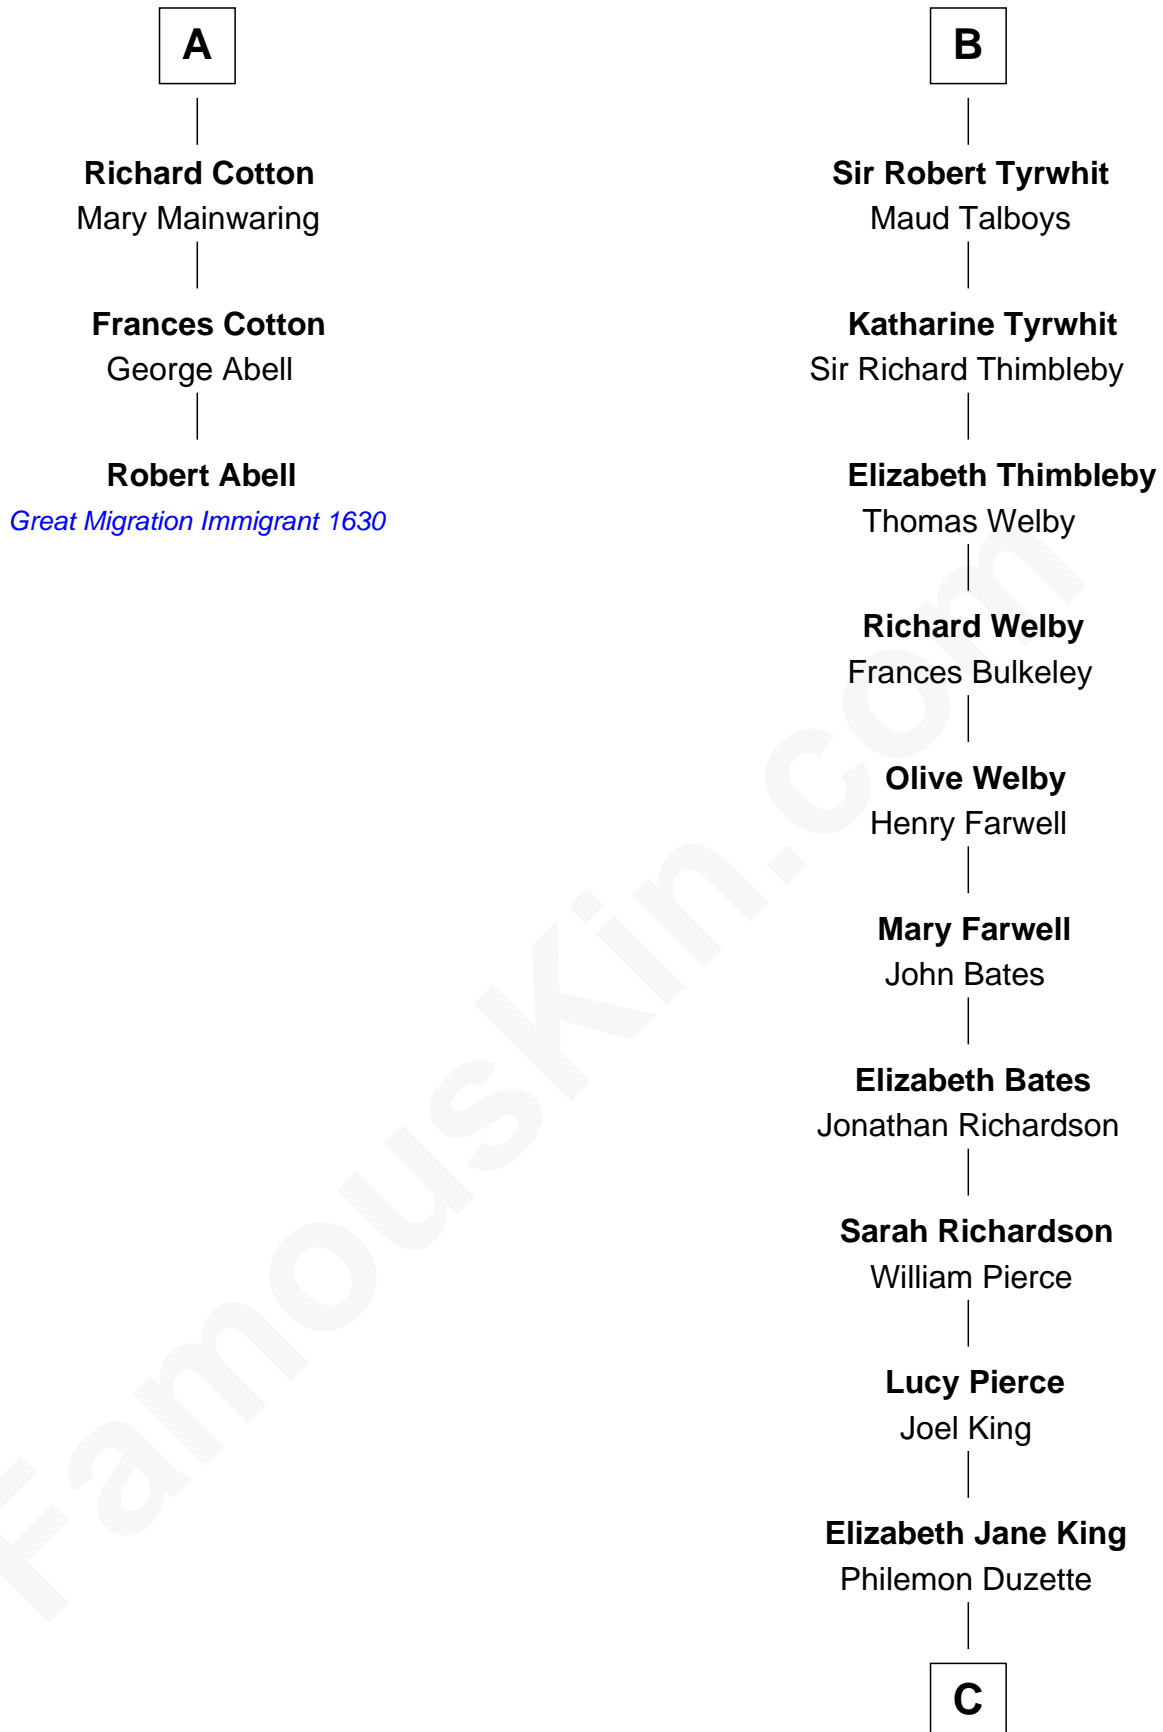 A
Richard Cotton
Mary Mainwaring
Frances Cotton
George Abell
Robert Abell
Great Migration Immigrant 1630
B
Sir Robert Tyrwhit
Maud Talboys
Katharine Tyrwhit
Sir Richard Thimbleby
Elizabeth Thimbleby
Thomas Welby
Richard Welby
Frances Bulkeley
Olive Welby
Henry Farwell
Mary Farwell
John Bates
Elizabeth Bates
Jonathan Richardson
Sarah Richardson
William Pierce
Lucy Pierce
Joel King
Elizabeth Jane King
Philemon Duzette
C
FamousKin.com